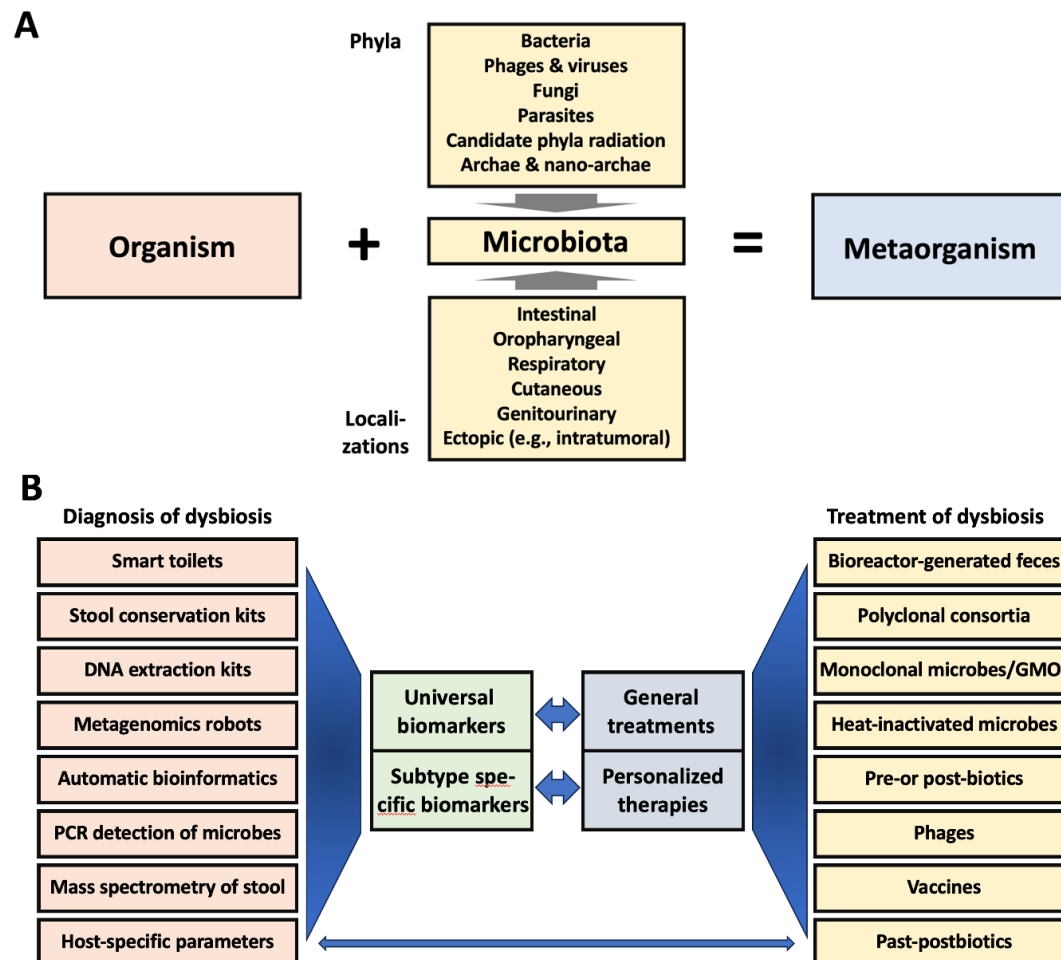 A
Phyla
Bacteria
Phages & viruses
Fungi
Parasites
Candidate phyla radiation
Archae & nano-archae
Organism
+
Microbiota
=
Metaorganism
Intestinal
Oropharyngeal
Respiratory
Cutaneous
Genitourinary
Ectopic (e.g., intratumoral)
Locali-
zations
B
Diagnosis of dysbiosis
Smart toilets
Stool conservation kits
DNA extraction kits
Metagenomics robots
Automatic bioinformatics
PCR detection of microbes
Mass spectrometry of stool
Host-specific parameters
Universal
biomarkers
Subtype spe-
cific biomarkers
General
treatments
Personalized
therapies
Treatment of dysbiosis
Bioreactor-generated feces
Polyclonal consortia
Monoclonal microbes/GMO
Heat-inactivated microbes
Pre-or post-biotics
Phages
Vaccines
Past-postbiotics